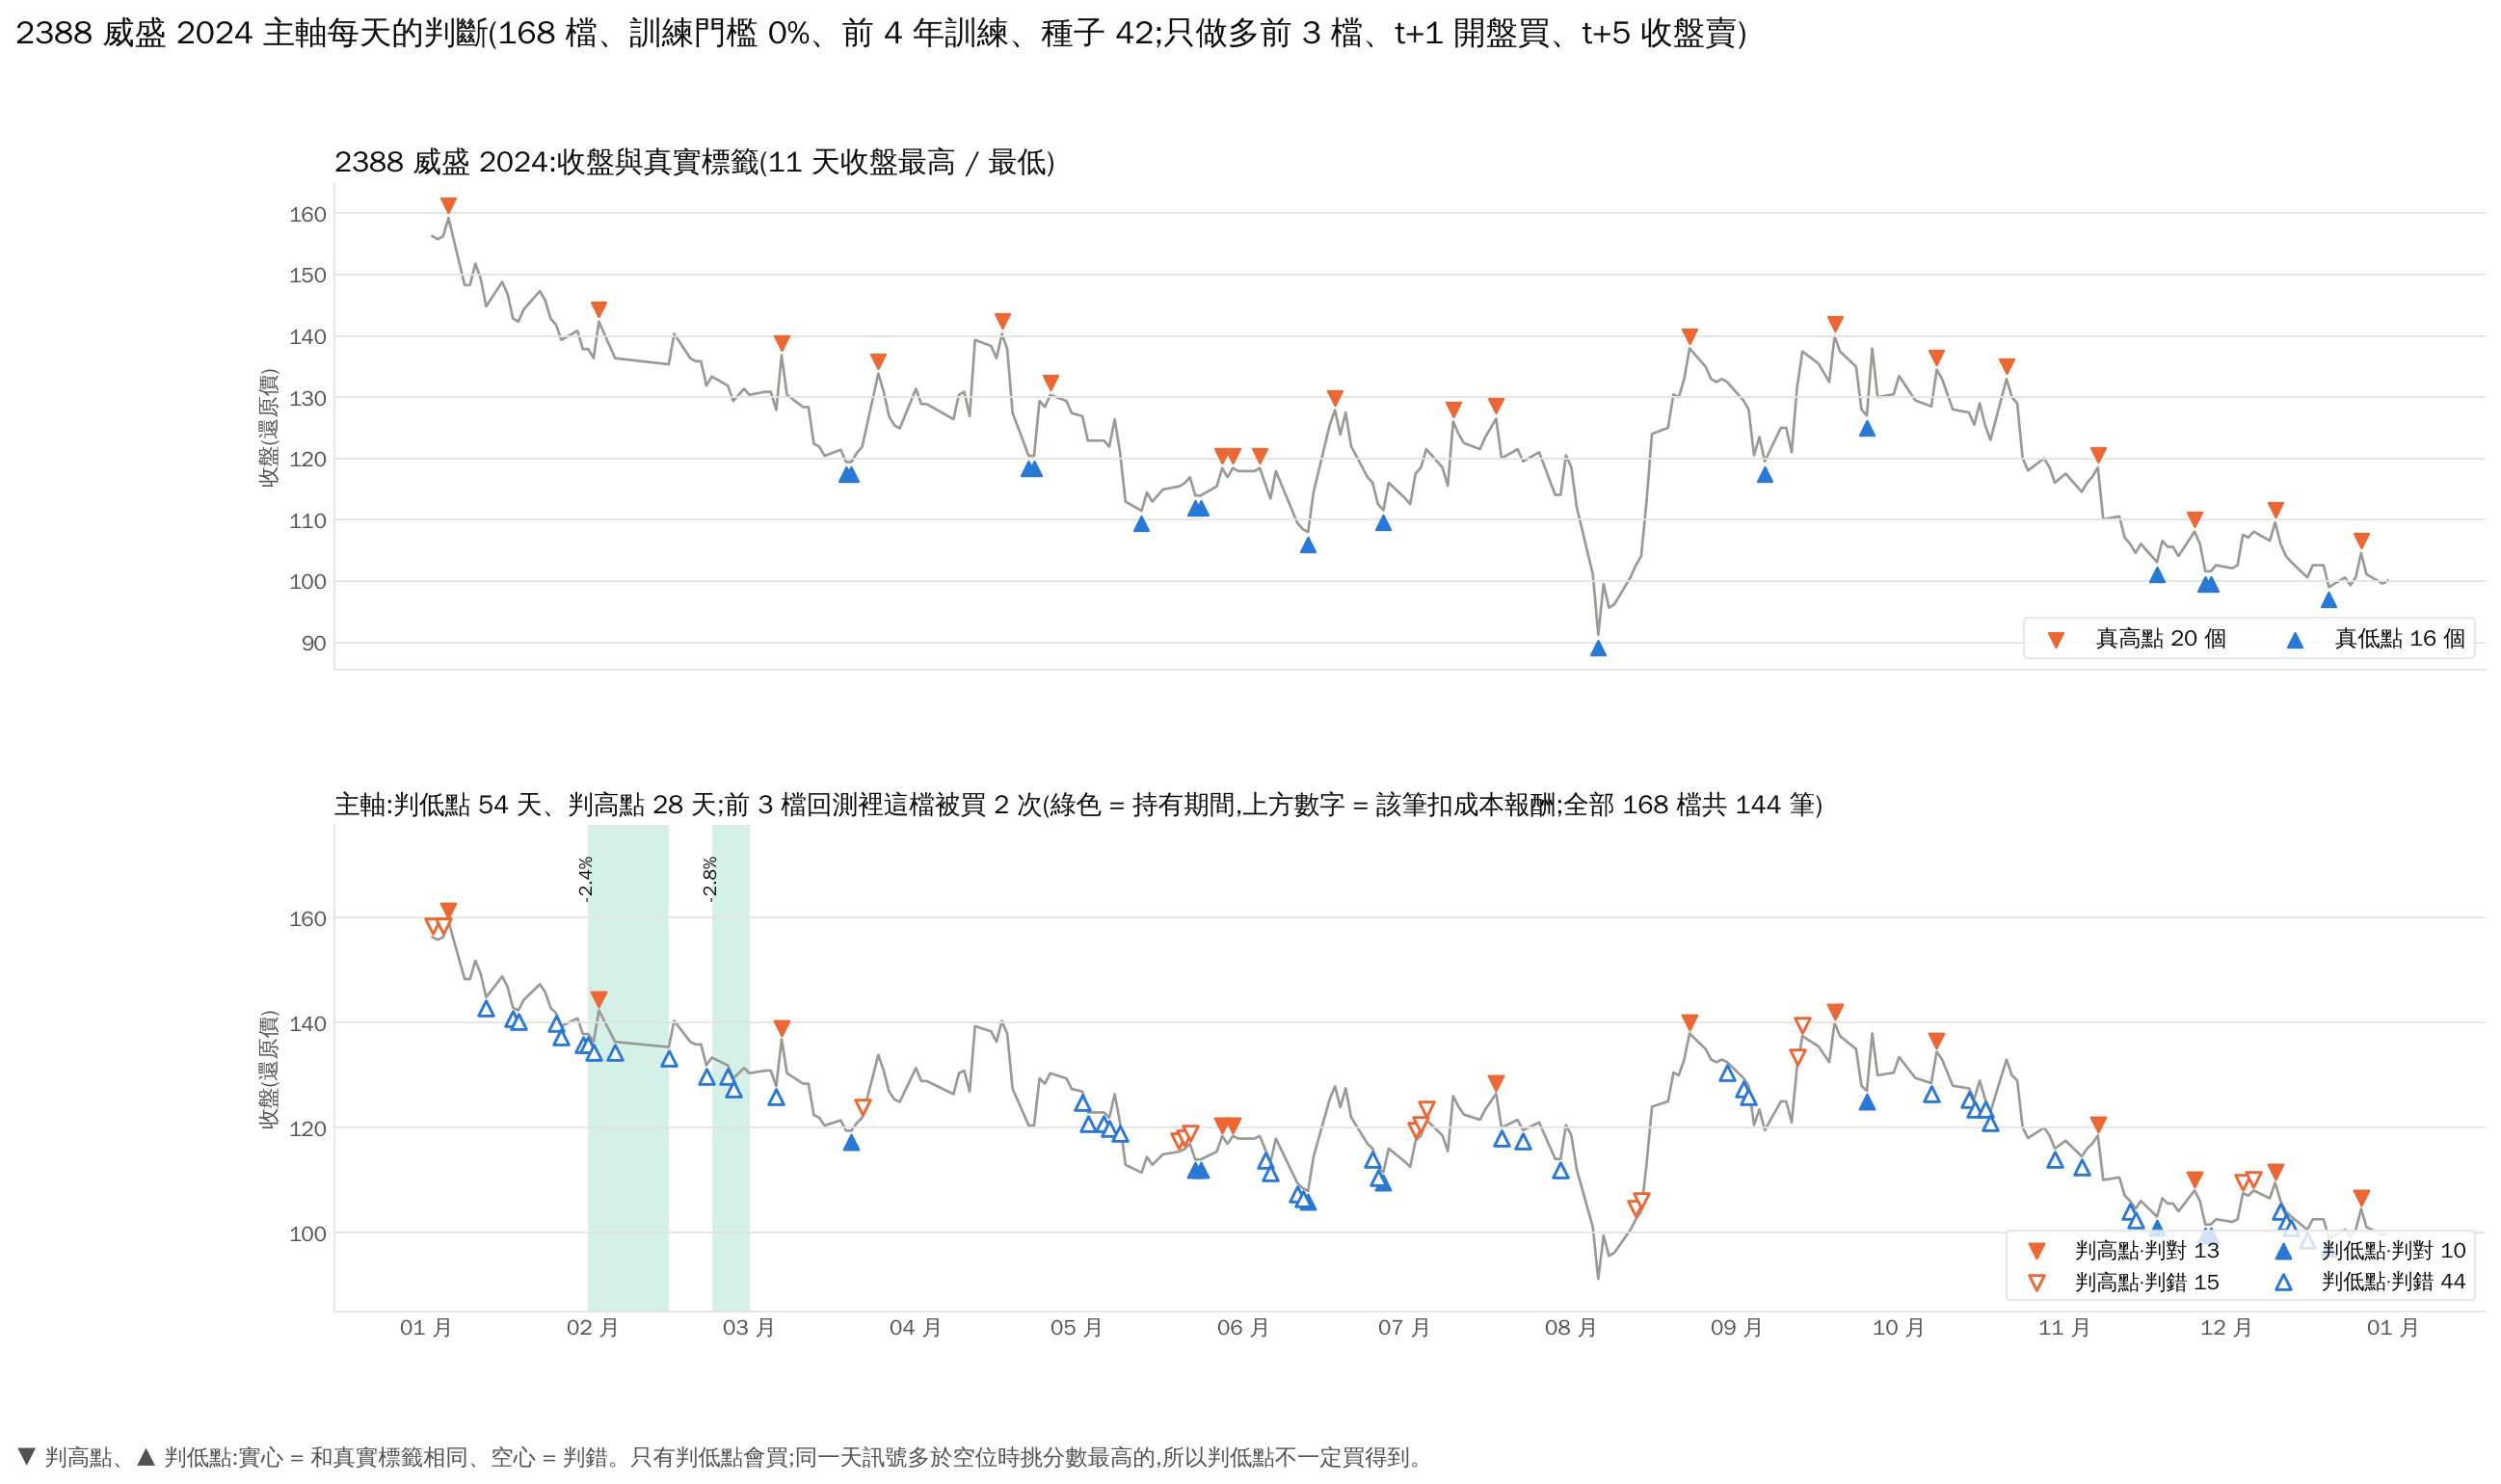 2388 威盛 2024 主軸每天的判斷(168 檔、訓練門檻 0%、前 4 年訓練、種子 42;只做多前 3 檔、t+1 開盤買、t+5 收盤賣)
2388 威盛 2024:收盤與真實標籤(11 天收盤最高 / 最低)
收盤(還原價)
160
150
140
130
120
110
100
90
真高點 20 個
真低點 16 個
主軸:判低點 54 天、判高點 28 天;前 3 檔回測裡這檔被買 2 次(綠色 = 持有期間,上方數字 = 該筆扣成本報酬;全部 168 檔共 144 筆)
-2.4%
-2.8%
收盤(還原價)
160
140
120
100
判高點·判對 13
判低點·判對 10
判高點·判錯 15
判低點·判錯 44
01 月
02 月
03 月
04 月
05 月
06 月
07 月
08 月
09 月
10 月
11 月
12 月
01 月
▼ 判高點、▲ 判低點:實心 = 和真實標籤相同、空心 = 判錯。只有判低點會買;同一天訊號多於空位時挑分數最高的,所以判低點不一定買得到。